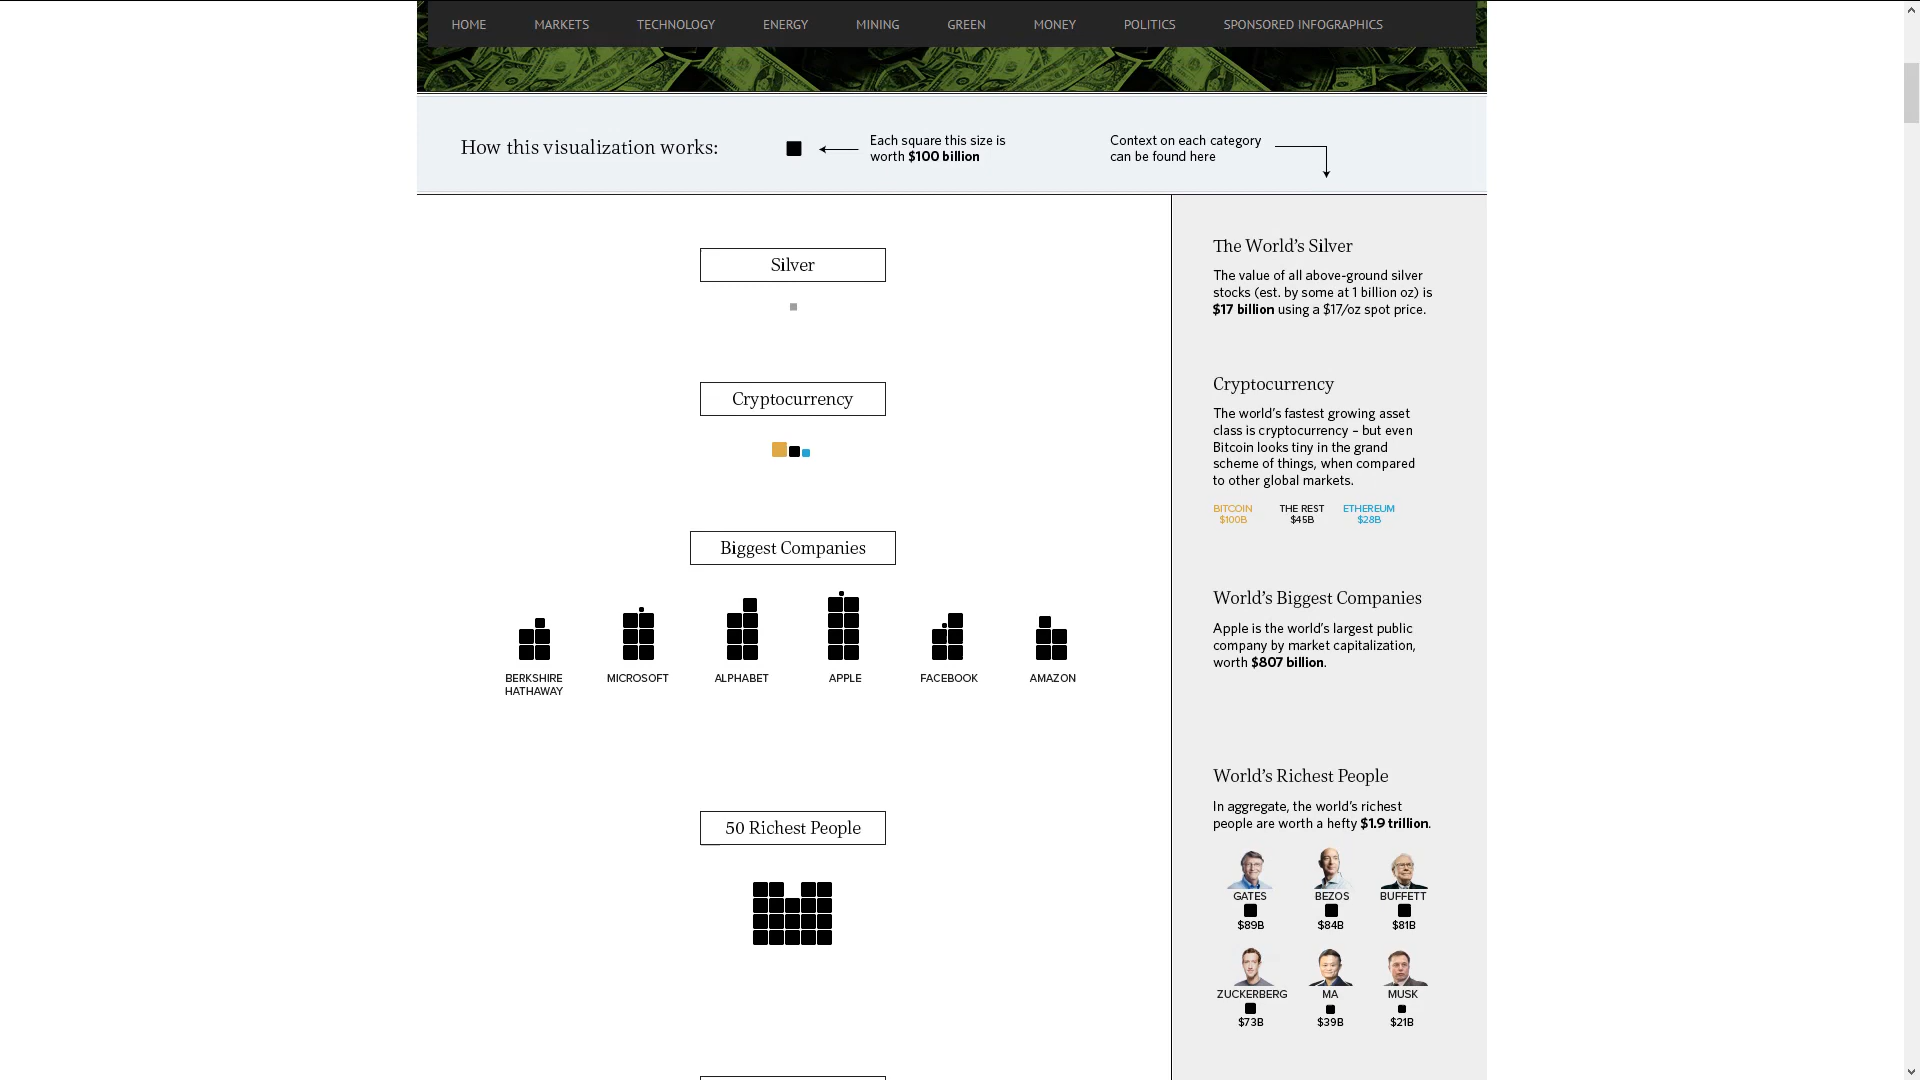 HOME MARKETS TECHNOLOGY ENERGY MINING GREEN MONEY POLITICS SPONSORED INFOGRAPHICS
How this visualization works:
Each square this size is
worth $100 billion
Context on each category
can be found here
Silver
The World's Silver
The value of all above-ground silver
stocks (est. by some at 1 billion oz) is
$17 billion using a $17/oz spot price.
Cryptocurrency
Cryptocurrency
The world's fastest growing asset
class is cryptocurrency – but even
Bitcoin looks tiny in the grand
scheme of things, when compared
to other global markets.
BITCOIN THE REST ETHEREUM
$100B $45B $28B
Biggest Companies
BERKSHIRE
HATHAWAY
MICROSOFT
ALPHABET
APPLE
FACEBOOK
AMAZON
World's Biggest Companies
Apple is the world's largest public
company by market capitalization,
worth $807 billion.
50 Richest People
World's Richest People
In aggregate, the world's richest
people are worth a hefty $1.9 trillion.
GATES BEZOS BUFFETT
$89B $84B $81B
ZUCKERBERG MA MUSK
$73B $39B $21B